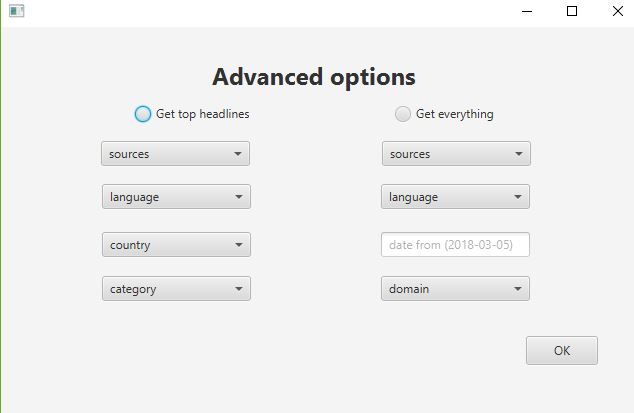 Advanced options
Get top headlines
Get everything
sources
sources
language
language
country
date from (2018-03-05)
category
domain
OK